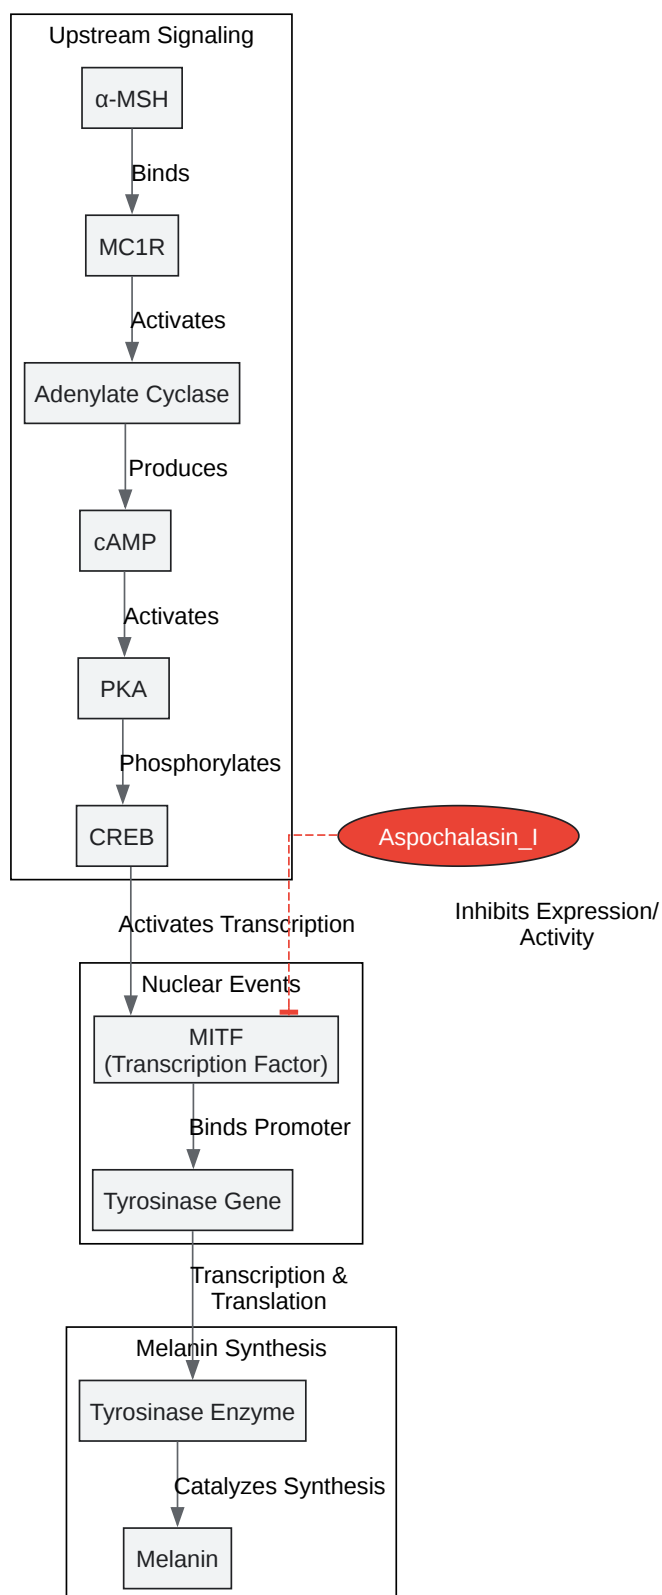 Upstream Signaling
α-MSH
Binds
MC1R
Activates
Adenylate Cyclase
Produces
cAMP
Activates
PKA
Phosphorylates
CREB
Aspochalasin_I
Inhibits Expression/
Activity
Activates Transcription
Nuclear Events
MITF
(Transcription Factor)
Binds Promoter
Tyrosinase Gene
Transcription &
Translation
Melanin Synthesis
Tyrosinase Enzyme
Catalyzes Synthesis
Melanin